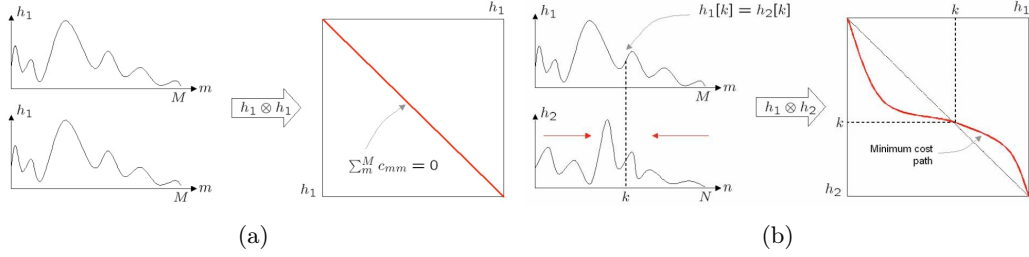 h₁
M m
h₁
M m
h₁ ⊗ h₁
h₁
h₁
∑ₘᴹ cₘₘ = 0
(a)
h₁
h₁[k] = h₂[k]
M m
h₂
k N n
h₁ ⊗ h₂
h₁
k
k
Minimum cost
path
h₂
(b)